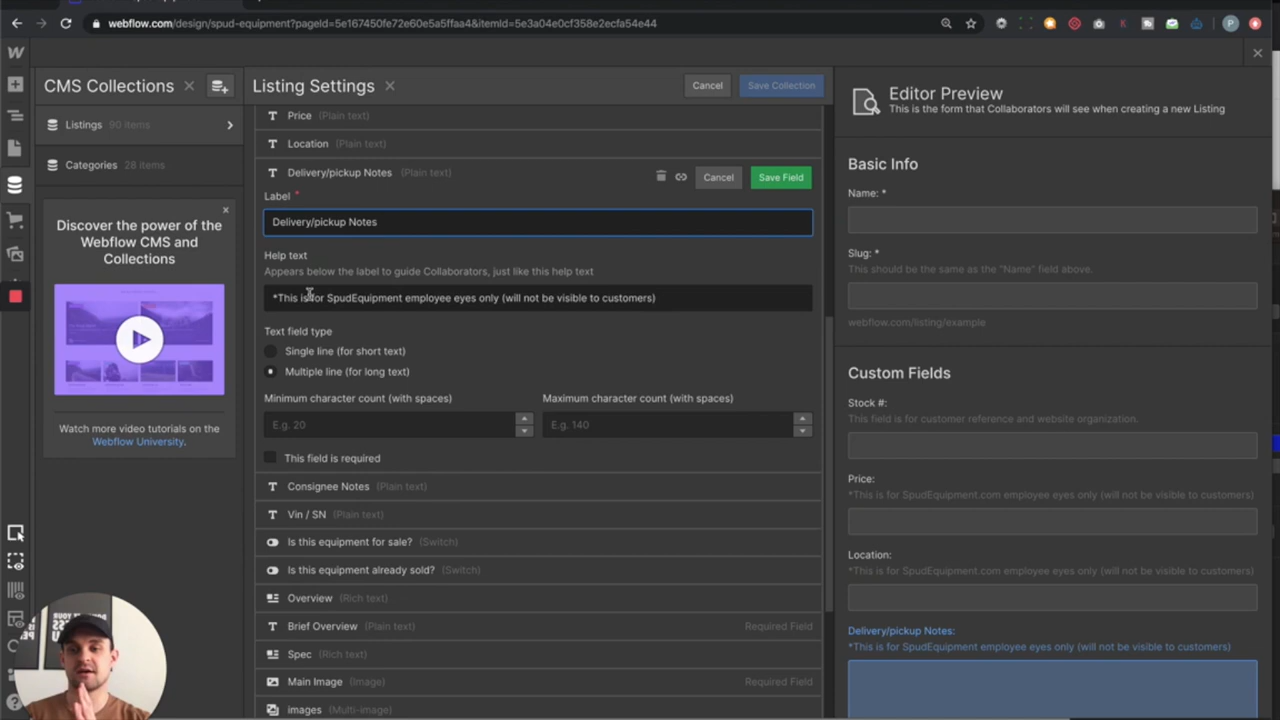 webflow.com/design/spud-equipment?pageId=5e167450fe72e60e5a5ffaa4&itemId=5e3a04e0cf358e2ecfa54e44
CMS Collections
Listings 90 items
Categories 28 items
Discover the power of the
Webflow CMS and
Collections
Watch more video tutorials on the
Webflow University.
Listing Settings
Cancel
Save Collection
Price (Plain text)
Location (Plain text)
Delivery/pickup Notes (Plain text)
Cancel
Save Field
Label *
Delivery/pickup Notes
Help text
Appears below the label to guide Collaborators, just like this help text
*This is for SpudEquipment employee eyes only (will not be visible to customers)
Text field type
Single line (for short text)
Multiple line (for long text)
Minimum character count (with spaces)
Maximum character count (with spaces)
E.g. 20
E.g. 140
This field is required
Consignee Notes (Plain text)
Vin / SN (Plain text)
Is this equipment for sale? (Switch)
Is this equipment already sold? (Switch)
Overview (Rich text)
Brief Overview (Plain text) Required Field
Spec (Rich text)
Main Image (Image) Required Field
images (Multi-image)
Editor Preview
This is the form that Collaborators will see when creating a new Listing
Basic Info
Name: *
Slug: *
This should be the same as the "Name" field above.
webflow.com/listing/example
Custom Fields
Stock #:
This field is for customer reference and website organization.
Price:
*This is for SpudEquipment.com employee eyes only (will not be visible to customers)
Location:
*This is for SpudEquipment.com employee eyes only (will not be visible to customers)
Delivery/pickup Notes:
*This is for SpudEquipment employee eyes only (will not be visible to customers)